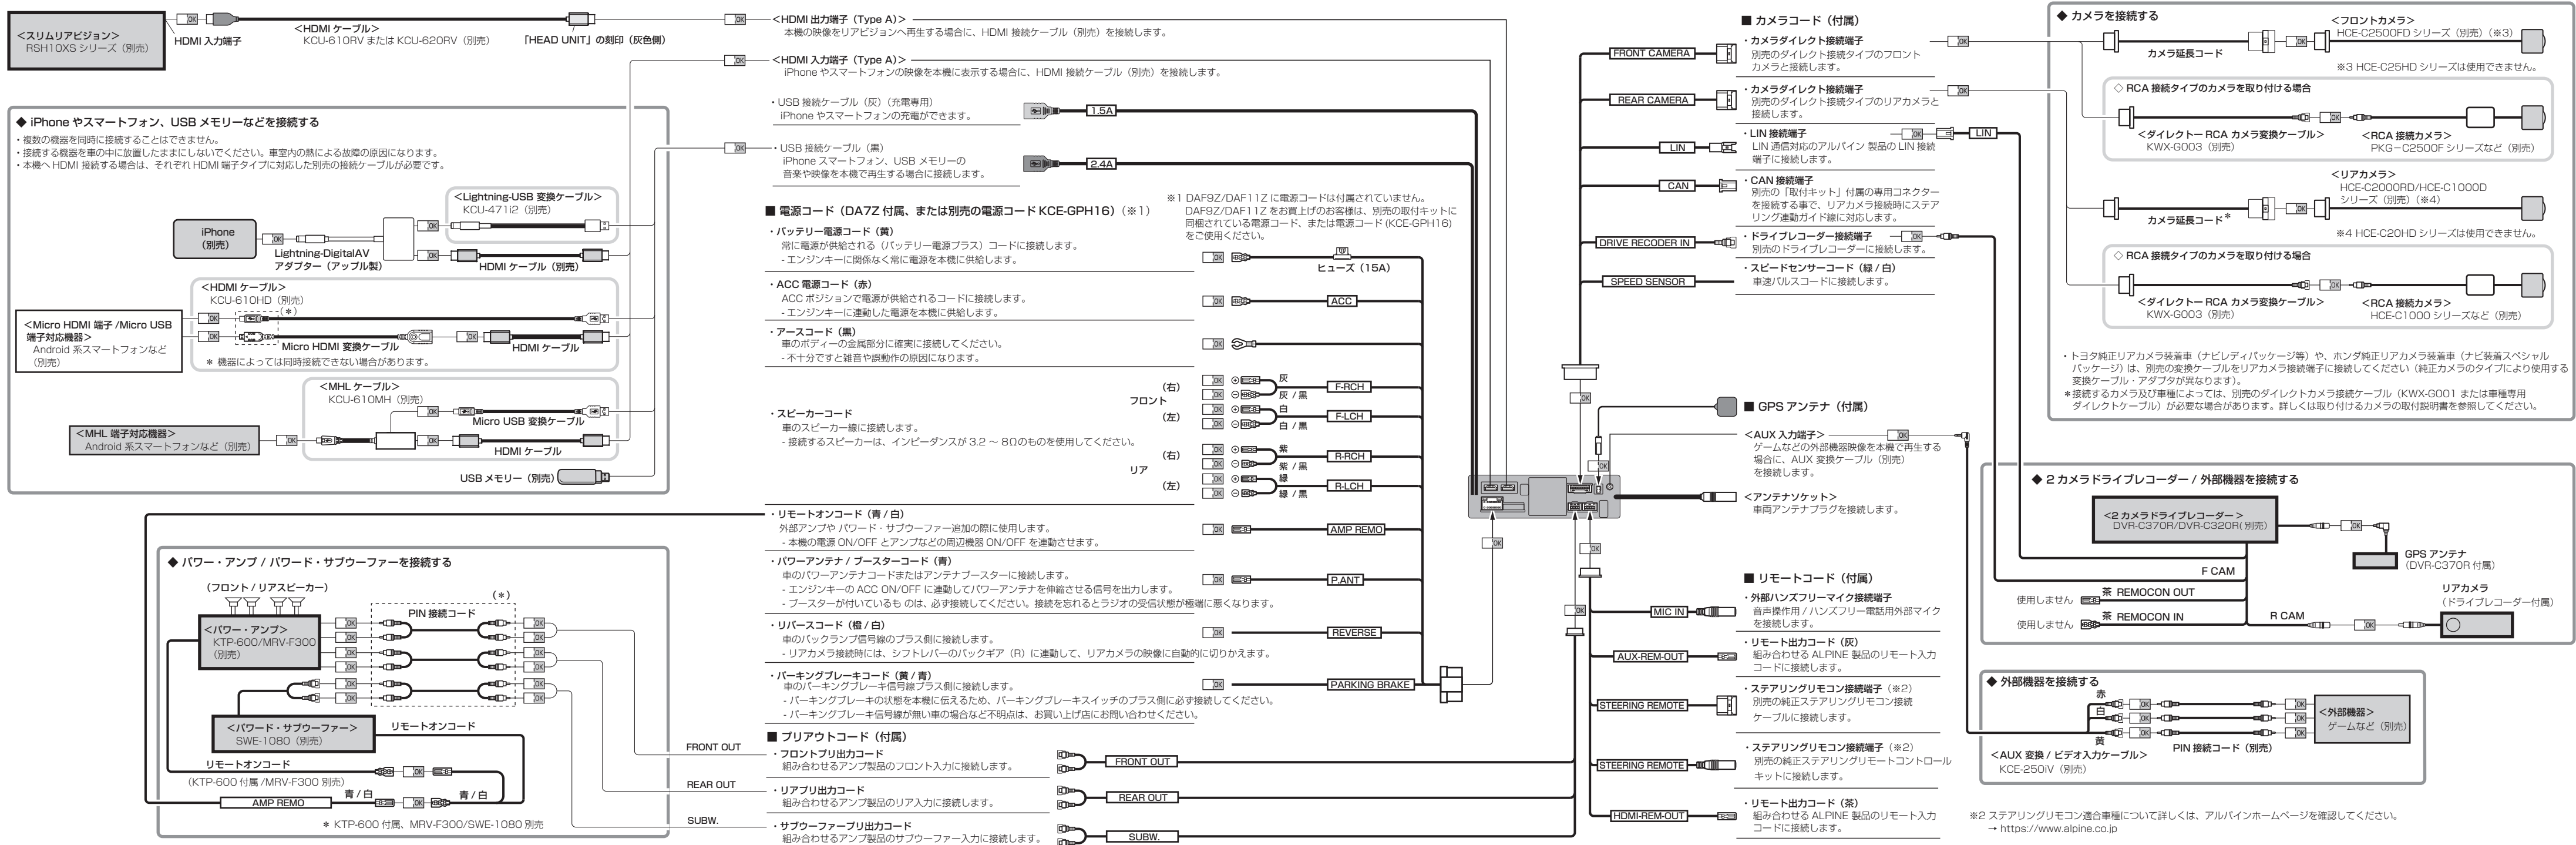 <スリムリアビジョン>
RSH10XS シリーズ（別売）
OK
HDMI 入力端子
<HDMI ケーブル>
KCU-610RV または KCU-620RV（別売）
「HEAD UNIT」の刻印（灰色側）
OK
<HDMI 出力端子（Type A）>
本機の映像をリアビジョンへ再生する場合に、HDMI 接続ケーブル（別売）を接続します。
OK
<HDMI 入力端子（Type A）>
iPhone やスマートフォンの映像を本機に表示する場合に、HDMI 接続ケーブル（別売）を接続します。
・USB 接続ケーブル（灰）（充電専用）
iPhone やスマートフォンの充電ができます。
1.5A
OK
・USB 接続ケーブル（黒）
iPhone スマートフォン、USB メモリーの
音楽や映像を本機で再生する場合に接続します。
2.4A
◆ iPhone やスマートフォン、USB メモリーなどを接続する
・複数の機器を同時に接続することはできません。
・接続する機器を車の中に放置したままにしないでください。車室内の熱による故障の原因になります。
・本機へ HDMI 接続する場合は、それぞれ HDMI 端子タイプに対応した別売の接続ケーブルが必要です。
<Lightning-USB 変換ケーブル>
KCU-471i2（別売）
OK
iPhone
（別売）
OK
Lightning-DigitalAV
アダプター（アップル製）
OK
HDMI ケーブル（別売）
<HDMI ケーブル>
KCU-610HD（別売）
（＊）
<Micro HDMI 端子 /Micro USB
端子対応機器>
Android 系スマートフォンなど
（別売）
OK
OK
Micro HDMI 変換ケーブル
OK
HDMI ケーブル
＊ 機器によっては同時接続できない場合があります。
<MHL ケーブル>
KCU-610MH（別売）
OK
Micro USB 変換ケーブル
<MHL 端子対応機器>
Android 系スマートフォンなど（別売）
OK
OK
HDMI ケーブル
USB メモリー（別売）
■ 電源コード（DA7Z 付属、または別売の電源コード KCE-GPH16）（※1）
※1 DAF9Z/DAF11Z に電源コードは付属されていません。
DAF9Z/DAF11Z をお買上げのお客様は、別売の取付キットに
同梱されている電源コード、または電源コード (KCE-GPH16)
をご使用ください。
・バッテリー電源コード（黄）
常に電源が供給される（バッテリー電源プラス）コードに接続します。
- エンジンキーに関係なく常に電源を本機に供給します。
OK
ヒューズ（15A）
・ACC 電源コード（赤）
ACC ポジションで電源が供給されるコードに接続します。
- エンジンキーに連動した電源を本機に供給します。
OK
ACC
・アースコード（黒）
車のボディーの金属部分に確実に接続してください。
- 不十分ですと雑音や誤動作の原因になります。
OK
・スピーカーコード
車のスピーカー線に接続します。
- 接続するスピーカーは、インピーダンスが 3.2 ～ 8Ωのものを使用してください。
フロント
（右）
OK ⊕ 灰
OK ⊖ 灰 / 黒
F-RCH
（左）
OK ⊕ 白
OK ⊖ 白 / 黒
F-LCH
リア
（右）
OK ⊕ 紫
OK ⊖ 紫 / 黒
R-RCH
（左）
OK ⊕ 緑
OK ⊖ 緑 / 黒
R-LCH
・リモートオンコード（青 / 白）
外部アンプや パワード・サブウーファー追加の際に使用します。
- 本機の電源 ON/OFF とアンプなどの周辺機器 ON/OFF を連動させます。
OK
AMP REMO
・パワーアンテナ / ブースターコード（青）
車のパワーアンテナコードまたはアンテナブースターに接続します。
- エンジンキーの ACC ON/OFF に連動してパワーアンテナを伸縮させる信号を出力します。
- ブースターが付いているも のは、必ず接続してください。接続を忘れるとラジオの受信状態が極端に悪くなります。
OK
P.ANT
・リバースコード（橙 / 白）
車のバックランプ信号線のプラス側に接続します。
- リアカメラ接続時には、シフトレバーのバックギア（R）に連動して、リアカメラの映像に自動的に切りかえます。
OK
REVERSE
・パーキングブレーキコード（黄 / 青）
車のパーキングブレーキ信号線プラス側に接続します。
- パーキングブレーキの状態を本機に伝えるため、パーキングブレーキスイッチのプラス側に必ず接続してください。
- パーキングブレーキ信号線が無い車の場合など不明点は、お買い上げ店にお問い合わせください。
OK
PARKING BRAKE
OK
◆ パワー・アンプ / パワード・サブウーファーを接続する
（フロント / リアスピーカー）
（＊）
PIN 接続コード
<パワー・アンプ>
KTP-600/MRV-F300
（別売）
OK OK
OK OK
OK OK
OK OK
OK OK
OK OK
<パワード・サブウーファー>
SWE-1080（別売）
リモートオンコード
リモートオンコード
（KTP-600 付属 /MRV-F300 別売）
OK
AMP REMO
青 / 白
OK
青 / 白
＊ KTP-600 付属、MRV-F300/SWE-1080 別売
■ プリアウトコード（付属）
FRONT OUT
・フロントプリ出力コード
組み合わせるアンプ製品のフロント入力に接続します。
FRONT OUT
REAR OUT
・リアプリ出力コード
組み合わせるアンプ製品のリア入力に接続します。
REAR OUT
SUBW.
・サブウーファープリ出力コード
組み合わせるアンプ製品のサブウーファー入力に接続します。
SUBW.
■ カメラコード（付属）
FRONT CAMERA
・カメラダイレクト接続端子
別売のダイレクト接続タイプのフロント
カメラと接続します。
OK
REAR CAMERA
・カメラダイレクト接続端子
別売のダイレクト接続タイプのリアカメラと
接続します。
OK
LIN
・LIN 接続端子
LIN 通信対応のアルパイン 製品の LIN 接続
端子に接続します。
OK
LIN
CAN
・CAN 接続端子
別売の「取付キット」付属の専用コネクター
を接続する事で、リアカメラ接続時にステア
リング連動ガイド線に対応します。
DRIVE RECODER IN
・ドライブレコーダー接続端子
別売のドライブレコーダーに接続します。
OK
SPEED SENSOR
・スピードセンサーコード（緑 / 白）
車速パルスコードに接続します。
OK
■ GPS アンテナ（付属）
OK
<AUX 入力端子>
ゲームなどの外部機器映像を本機で再生する
場合に、AUX 変換ケーブル（別売）
を接続します。
OK
<アンテナソケット>
車両アンテナプラグを接続します。
OK
OK
■ リモートコード（付属）
MIC IN
・外部ハンズフリーマイク接続端子
音声操作用 / ハンズフリー電話用外部マイク
を接続します。
AUX-REM-OUT
・リモート出力コード（灰）
組み合わせる ALPINE 製品のリモート入力
コードに接続します。
STEERING REMOTE
・ステアリングリモコン接続端子（※2）
別売の純正ステアリングリモコン接続
ケーブルに接続します。
STEERING REMOTE
・ステアリングリモコン接続端子（※2）
別売の純正ステアリングリモートコントロール
キットに接続します。
HDMI-REM-OUT
・リモート出力コード（茶）
組み合わせる ALPINE 製品のリモート入力
コードに接続します。
◆ カメラを接続する
カメラ延長コード
OK
<フロントカメラ>
HCE-C2500FD シリーズ（別売）（※3）
※3 HCE-C25HD シリーズは使用できません。
◇ RCA 接続タイプのカメラを取り付ける場合
OK
<ダイレクトー RCA カメラ変換ケーブル>
KWX-G003（別売）
<RCA 接続カメラ>
PKG－C2500F シリーズなど（別売）
<リアカメラ>
HCE-C2000RD/HCE-C1000D
シリーズ（別売）（※4）
カメラ延長コード＊
OK
※4 HCE-C20HD シリーズは使用できません。
◇ RCA 接続タイプのカメラを取り付ける場合
OK
<ダイレクトー RCA カメラ変換ケーブル>
KWX-G003（別売）
<RCA 接続カメラ>
HCE-C1000 シリーズなど（別売）
・トヨタ純正リアカメラ装着車（ナビレディパッケージ等）や、ホンダ純正リアカメラ装着車（ナビ装着スペシャル
パッケージ）は、別売の変換ケーブルをリアカメラ接続端子に接続してください（純正カメラのタイプにより使用する
変換ケーブル・アダプタが異なります）。
＊接続するカメラ及び車種によっては、別売のダイレクトカメラ接続ケーブル（KWX-G001 または車種専用
ダイレクトケーブル）が必要な場合があります。詳しくは取り付けるカメラの取付説明書を参照してください。
◆ 2 カメラドライブレコーダー / 外部機器を接続する
<2 カメラドライブレコーダー >
DVR-C370R/DVR-C320R( 別売）
OK
GPS アンテナ
（DVR-C370R 付属）
F CAM
使用しません
茶 REMOCON OUT
使用しません
茶 REMOCON IN
R CAM
OK
リアカメラ
（ドライブレコーダー付属）
◆ 外部機器を接続する
赤 OK OK
白 OK OK
黄 OK OK
PIN 接続コード（別売）
<外部機器>
ゲームなど（別売）
<AUX 変換 / ビデオ入力ケーブル>
KCE-250iV（別売）
※2 ステアリングリモコン適合車種について詳しくは、アルパインホームページを確認してください。
→ https://www.alpine.co.jp